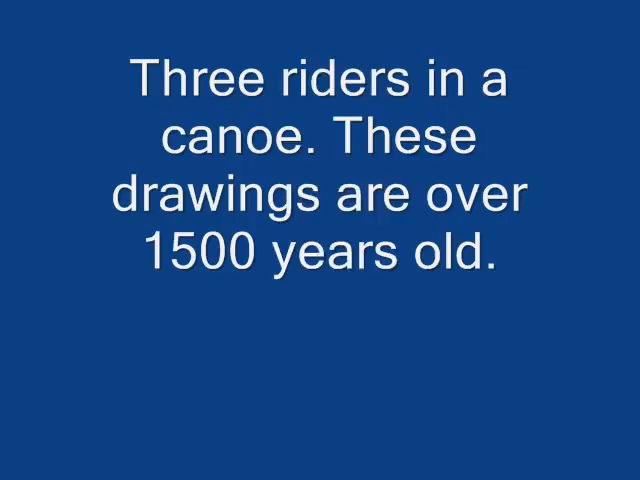 Three riders in a
canoe. These
drawings are over
1500 years old.